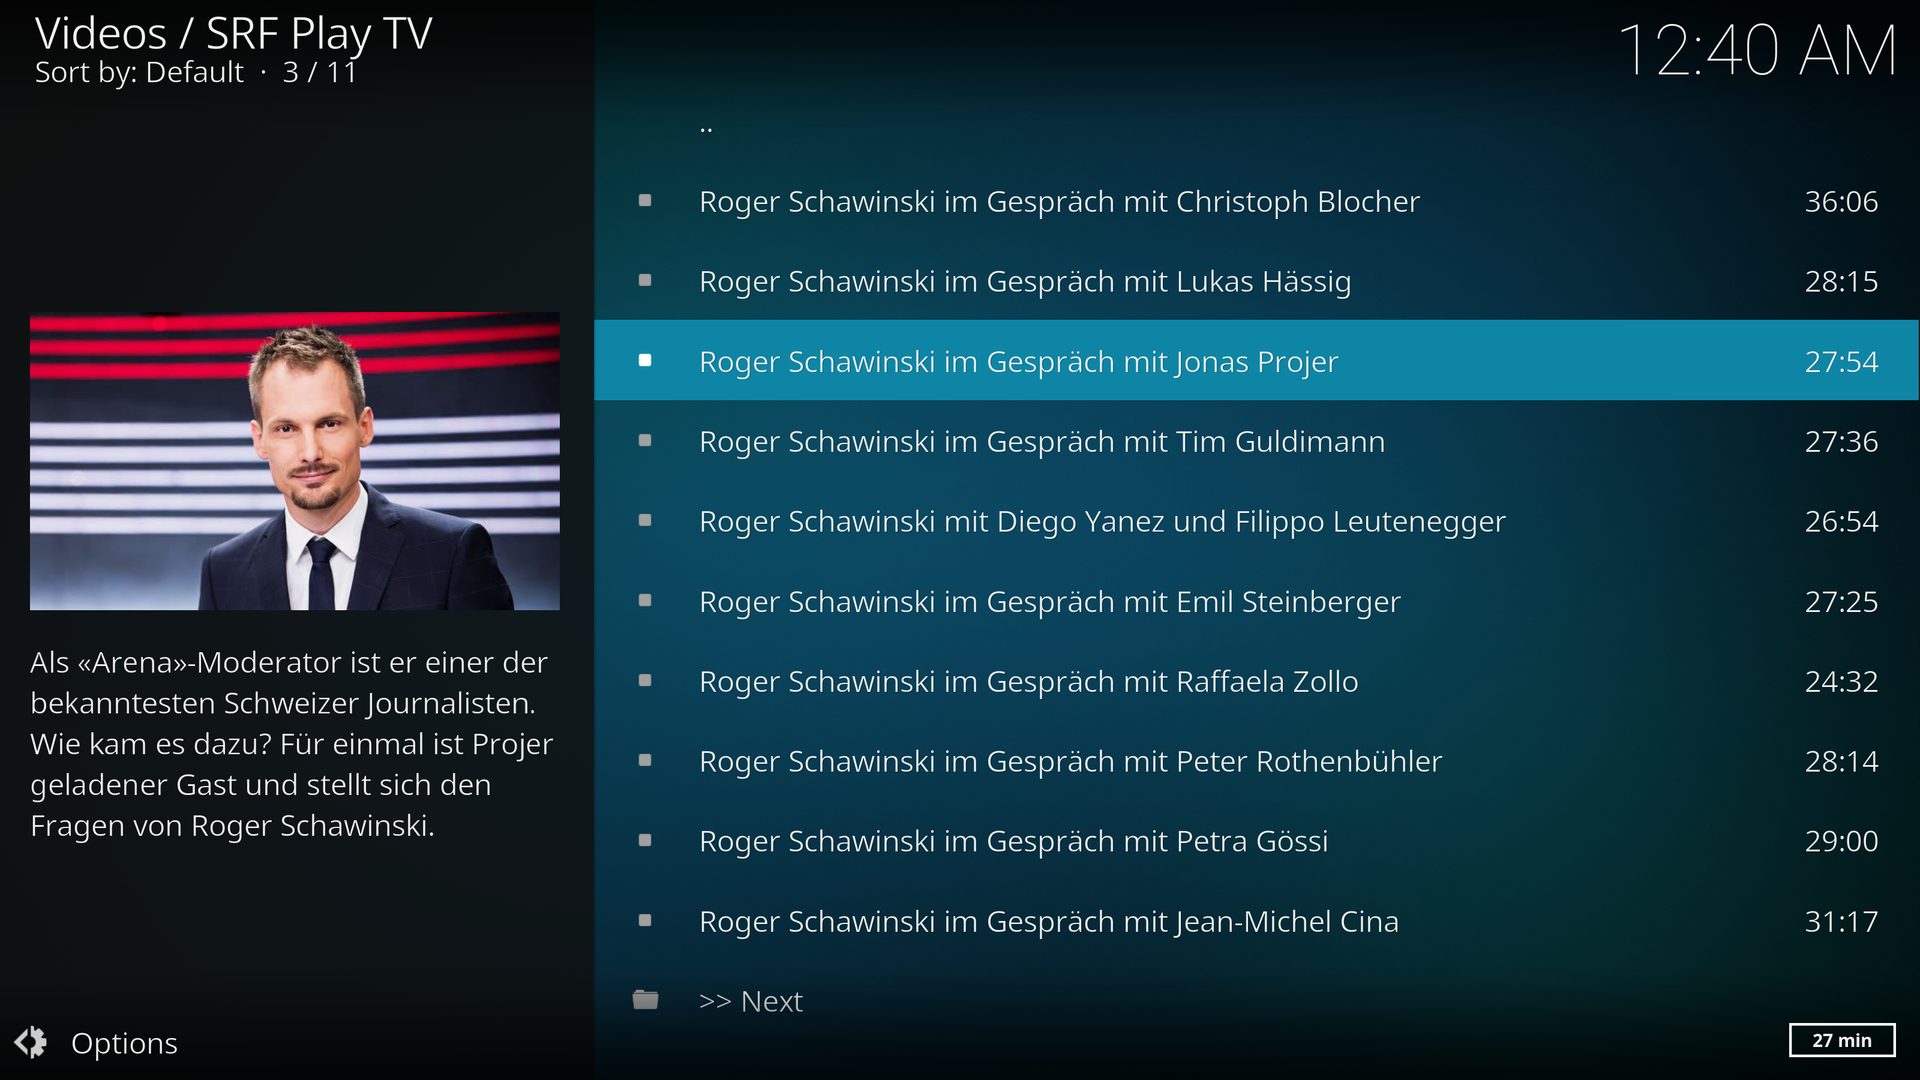 Videos / SRF Play TV
Sort by: Default · 3 / 11
12:40 AM
..
Roger Schawinski im Gespräch mit Christoph Blocher 36:06
Roger Schawinski im Gespräch mit Lukas Hässig 28:15
Roger Schawinski im Gespräch mit Jonas Projer 27:54
Roger Schawinski im Gespräch mit Tim Guldimann 27:36
Roger Schawinski mit Diego Yanez und Filippo Leutenegger 26:54
Roger Schawinski im Gespräch mit Emil Steinberger 27:25
Roger Schawinski im Gespräch mit Raffaela Zollo 24:32
Roger Schawinski im Gespräch mit Peter Rothenbühler 28:14
Roger Schawinski im Gespräch mit Petra Gössi 29:00
Roger Schawinski im Gespräch mit Jean-Michel Cina 31:17
>> Next
Als «Arena»-Moderator ist er einer der
bekanntesten Schweizer Journalisten.
Wie kam es dazu? Für einmal ist Projer
geladener Gast und stellt sich den
Fragen von Roger Schawinski.
Options
27 min